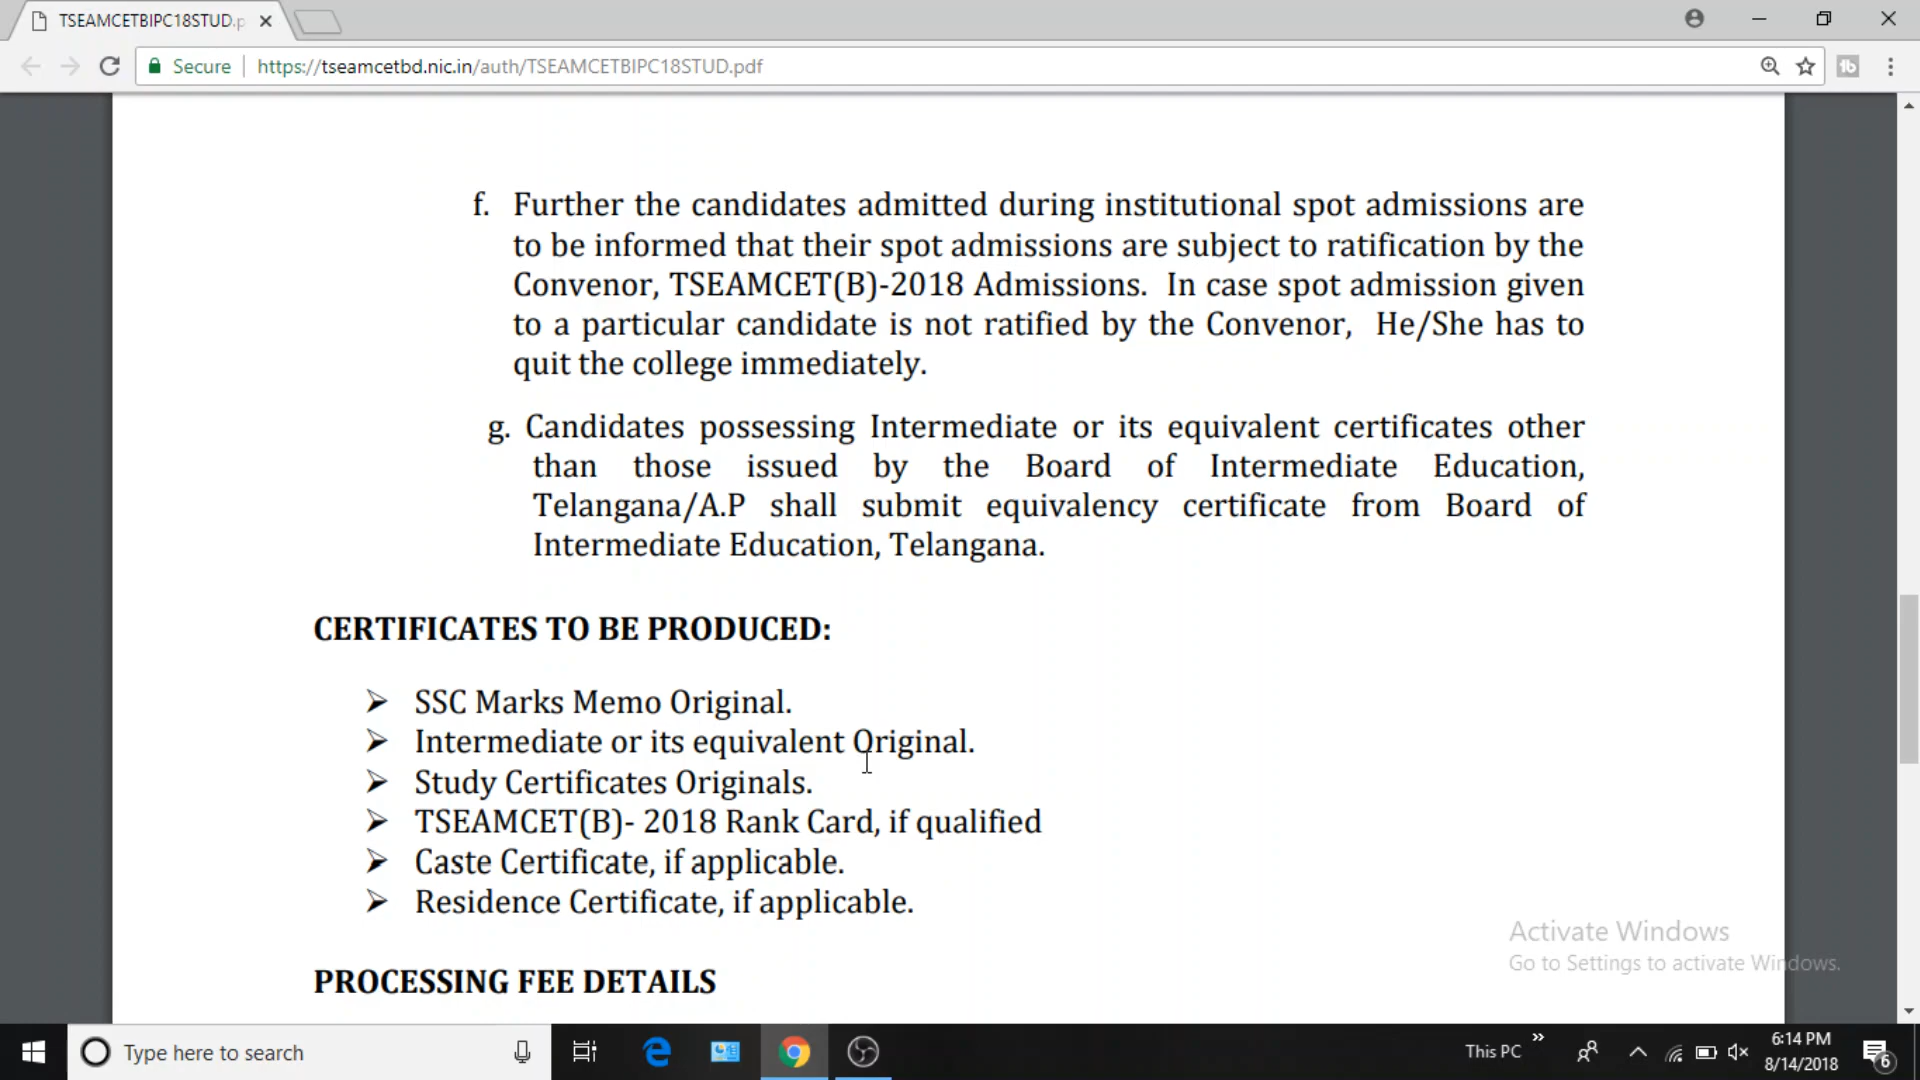 TSEAMCETBIPC18STUD.p
Secure
https://tseamcetbd.nic.in/auth/TSEAMCETBIPC18STUD.pdf
f. Further the candidates admitted during institutional spot admissions are
to be informed that their spot admissions are subject to ratification by the
Convenor, TSEAMCET(B)-2018 Admissions. In case spot admission given
to a particular candidate is not ratified by the Convenor, He/She has to
quit the college immediately.
g. Candidates possessing Intermediate or its equivalent certificates other
than those issued by the Board of Intermediate Education,
Telangana/A.P shall submit equivalency certificate from Board of
Intermediate Education, Telangana.
CERTIFICATES TO BE PRODUCED:
➢ SSC Marks Memo Original.
➢ Intermediate or its equivalent Original.
➢ Study Certificates Originals.
➢ TSEAMCET(B)- 2018 Rank Card, if qualified
➢ Caste Certificate, if applicable.
➢ Residence Certificate, if applicable.
Activate Windows
Go to Settings to activate Windows.
PROCESSING FEE DETAILS
Type here to search
This PC
6:14 PM
8/14/2018
6